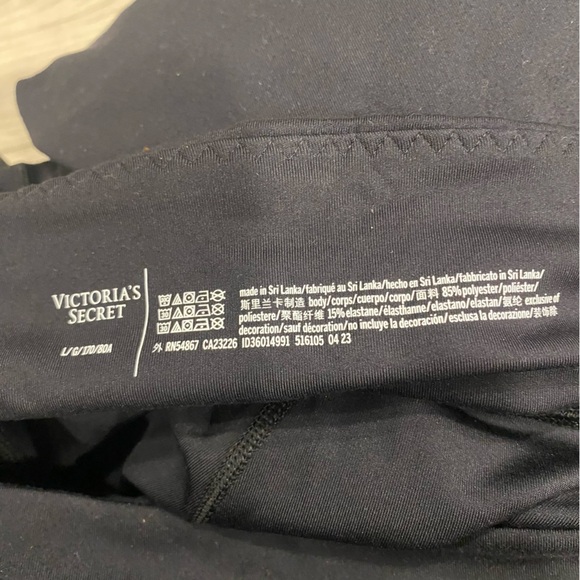 VICTORIA'S
SECRET
L/G/170/80A
made in Sri Lanka/fabriqué au Sri Lanka/hecho en Sri Lanka/fabbricato in Sri Lanka/
斯里兰卡制造 body/corps/cuerpo/corpo/面料 85% polyester/poliéster/
poliestere/聚酯纤维 15% elastane/élasthanne/elastano/elastan/氨纶 exclusive of
decoration/sauf décoration/no incluye la decoración/esclusa la decorazione/装饰除
外 RN54867 CA23226 ID36014991 516105 04 23